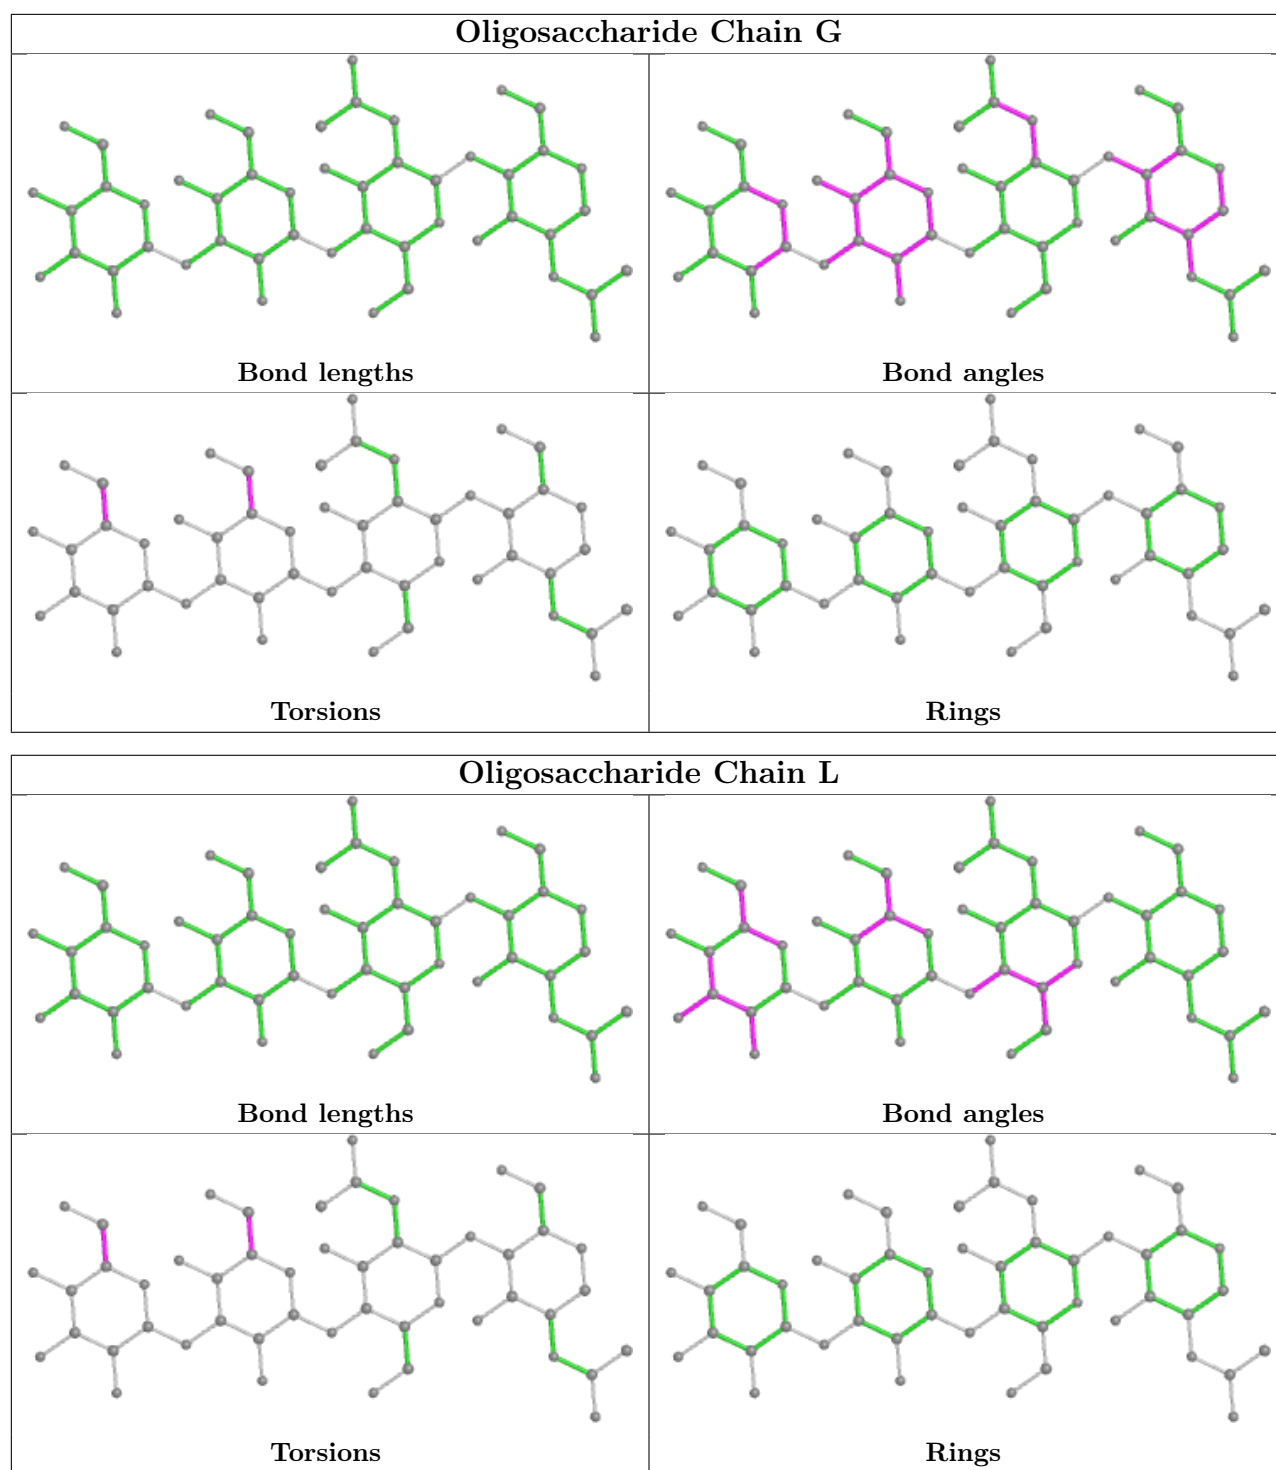 Oligosaccharide Chain G
Bond lengths
Bond angles
Torsions
Rings
Oligosaccharide Chain L
Bond lengths
Bond angles
Torsions
Rings